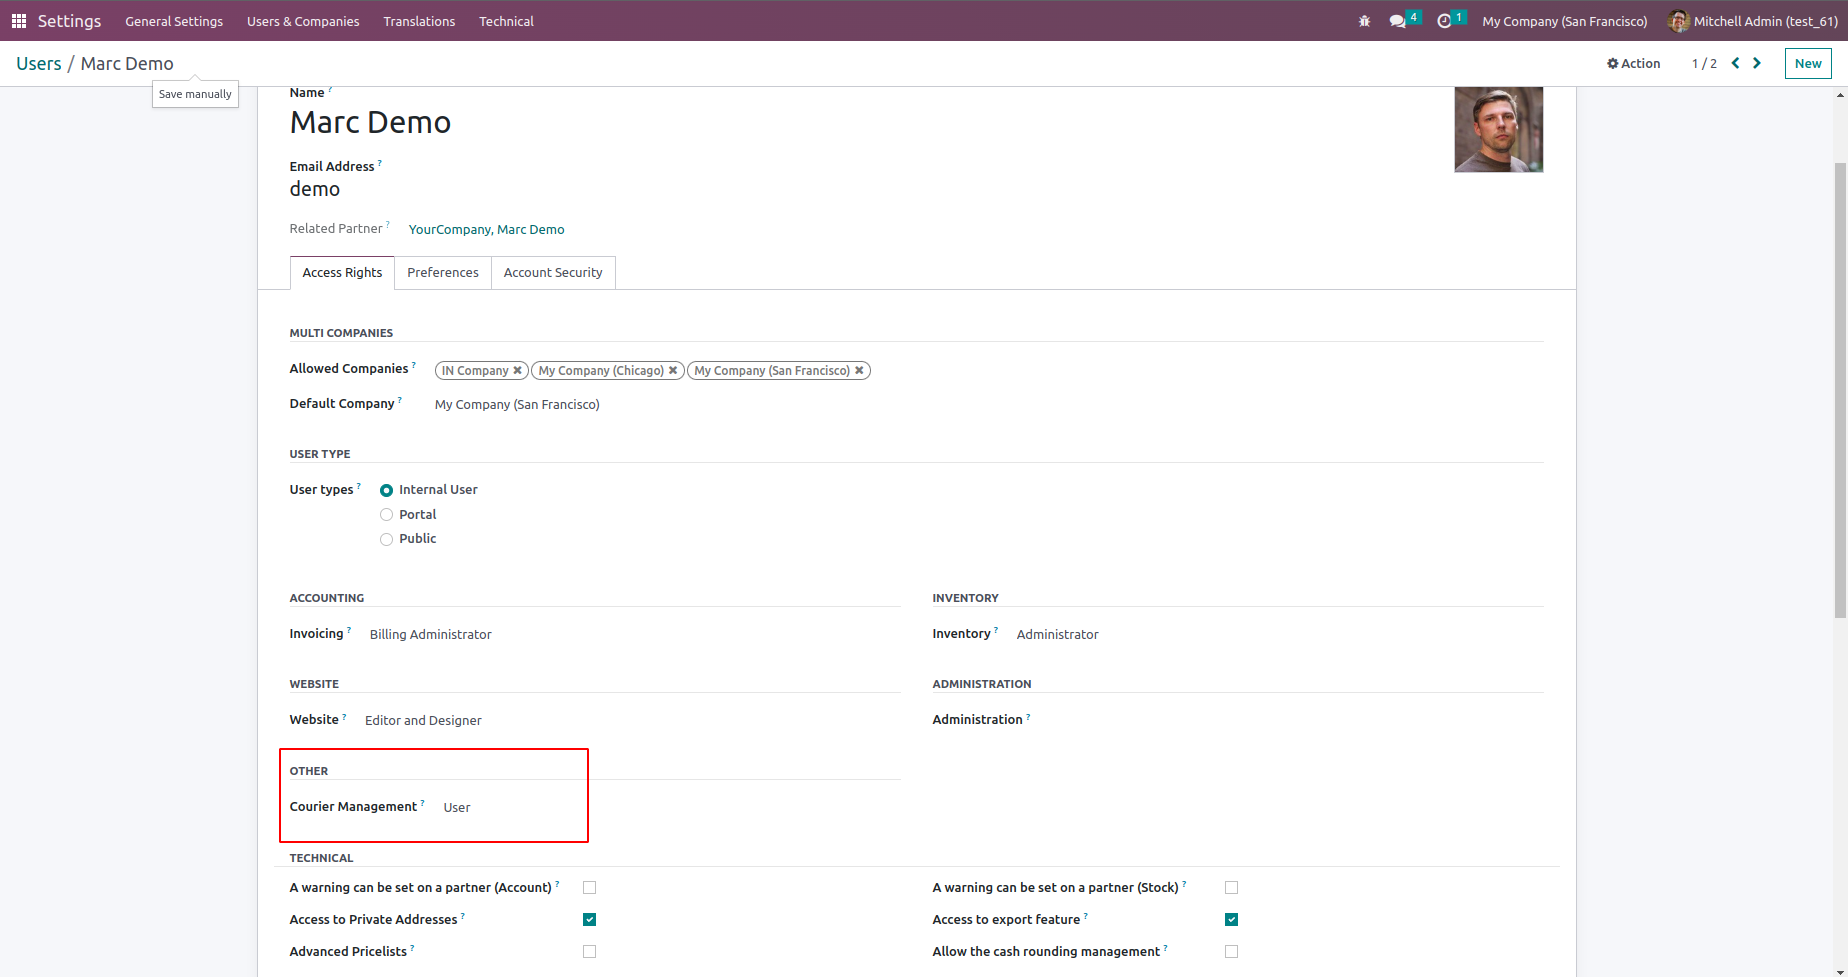 Settings General Settings Users & Companies Translations Technical 4 1 My Company (San Francisco) Mitchell Admin (test_61)
Users / Marc Demo Action 1 / 2 New
Save manually
Name ?
Marc Demo
Email Address ?
demo
Related Partner ? YourCompany, Marc Demo
Access Rights Preferences Account Security
MULTI COMPANIES
Allowed Companies ? IN Company ✖ My Company (Chicago) ✖ My Company (San Francisco) ✖
Default Company ? My Company (San Francisco)
USER TYPE
User types ? Internal User
Portal
Public
ACCOUNTING INVENTORY
Invoicing ? Billing Administrator Inventory ? Administrator
WEBSITE ADMINISTRATION
Website ? Editor and Designer Administration ?
OTHER
Courier Management ? User
TECHNICAL
A warning can be set on a partner (Account) ? A warning can be set on a partner (Stock) ?
Access to Private Addresses ? Access to export feature ?
Advanced Pricelists ? Allow the cash rounding management ?